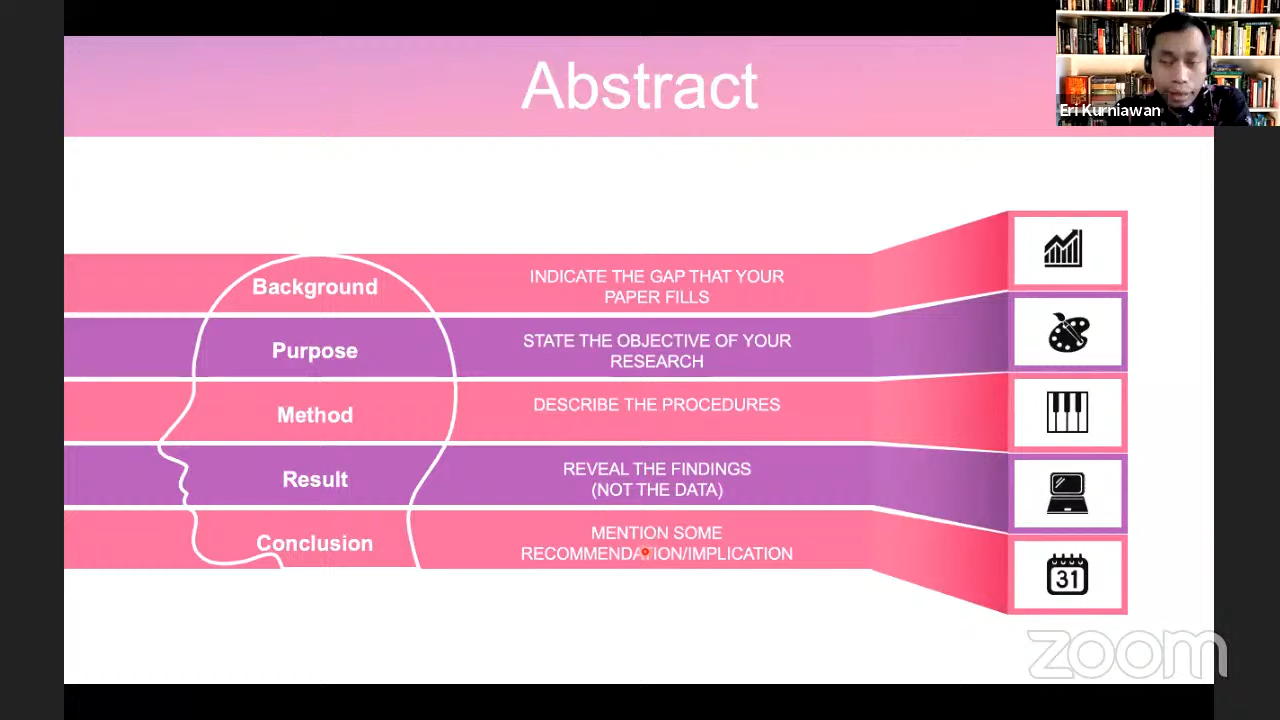 Abstract
Eri Kurniawan
Background
INDICATE THE GAP THAT YOUR
PAPER FILLS
Purpose
STATE THE OBJECTIVE OF YOUR
RESEARCH
Method
DESCRIBE THE PROCEDURES
Result
REVEAL THE FINDINGS
(NOT THE DATA)
Conclusion
MENTION SOME
RECOMMENDATION/IMPLICATION
31
zoom